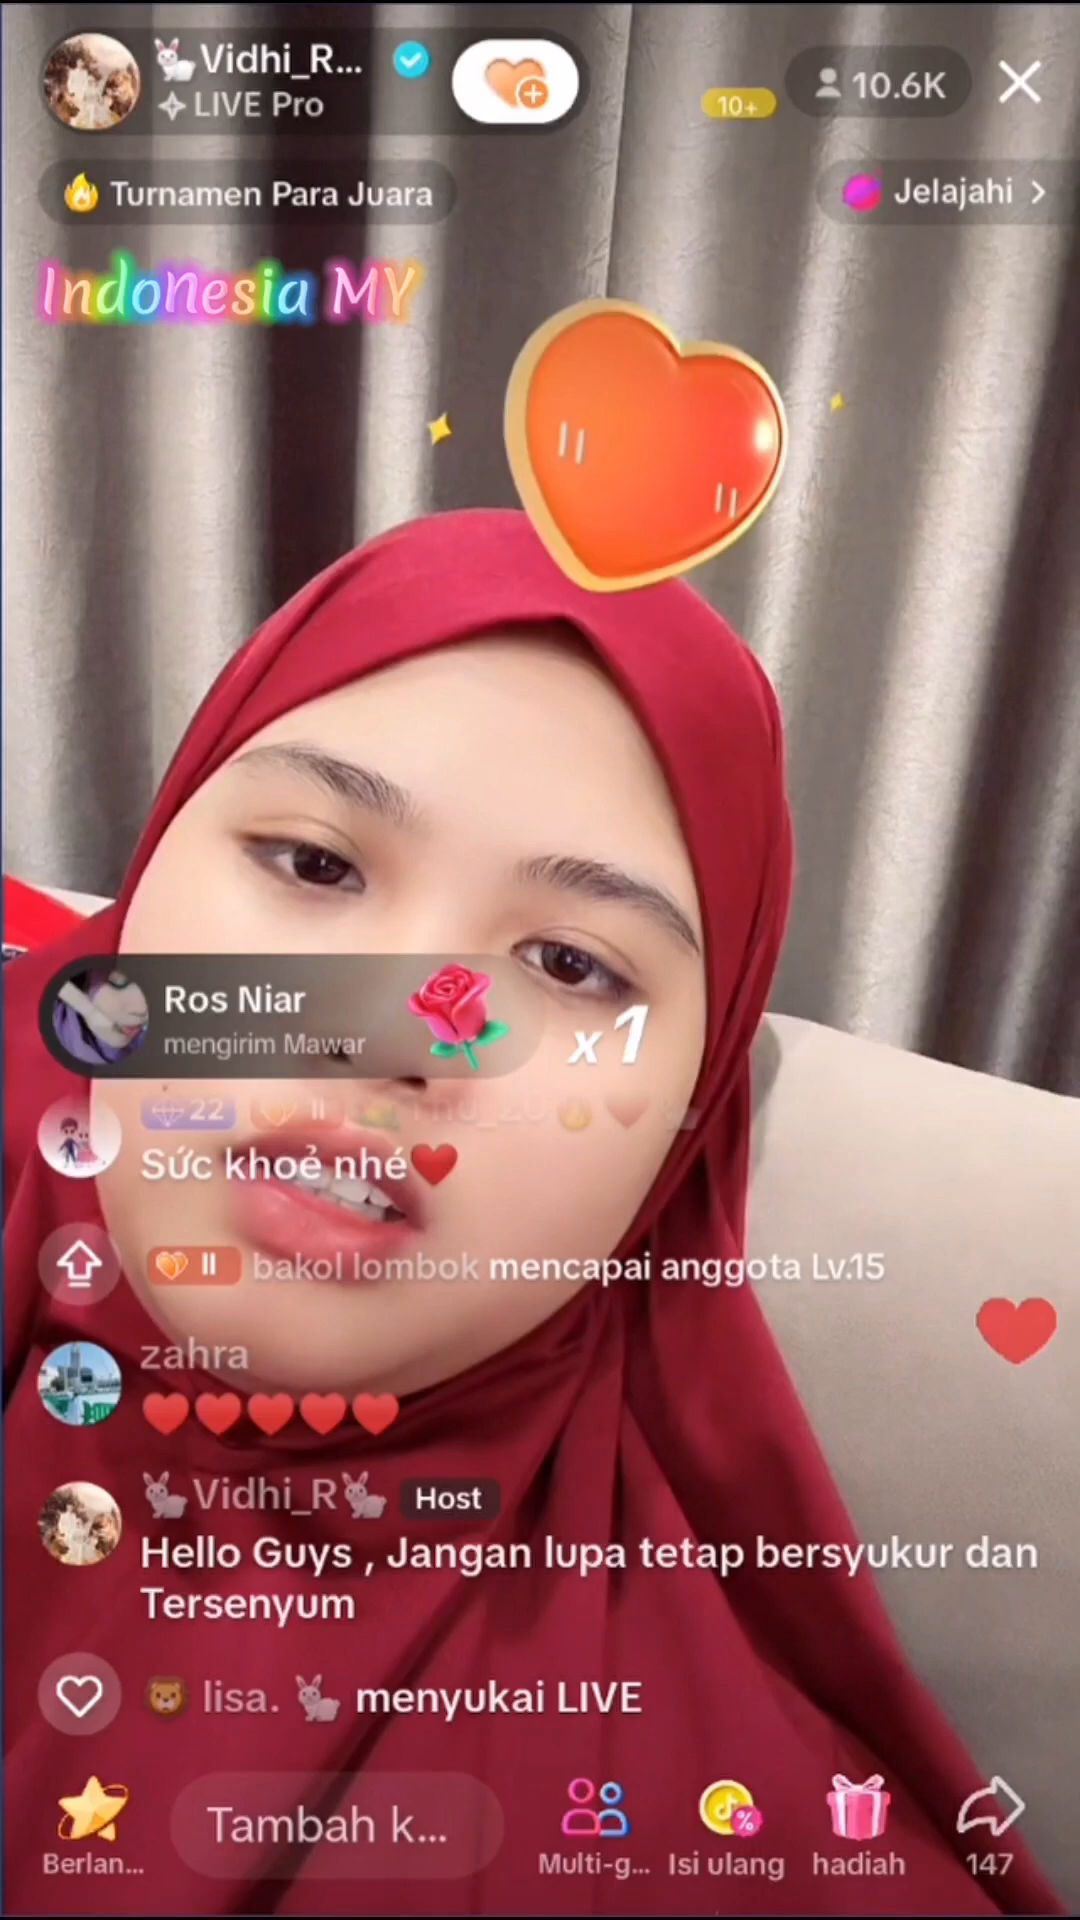 🐇Vidhi_R...
LIVE Pro
10+
10.6K
Turnamen Para Juara
Jelajahi
Indonesia MY
Ros Niar
mengirim Mawar
x1
22 II
Sức khoẻ nhé❤️
II bakol lombok mencapai anggota Lv.15
zahra
❤️❤️❤️❤️❤️
🐇Vidhi_R🐇 Host
Hello Guys , Jangan lupa tetap bersyukur dan
Tersenyum
🦁 lisa. 🐇 menyukai LIVE
Tambah k...
Berlan...
Multi-g...
Isi ulang
hadiah
147